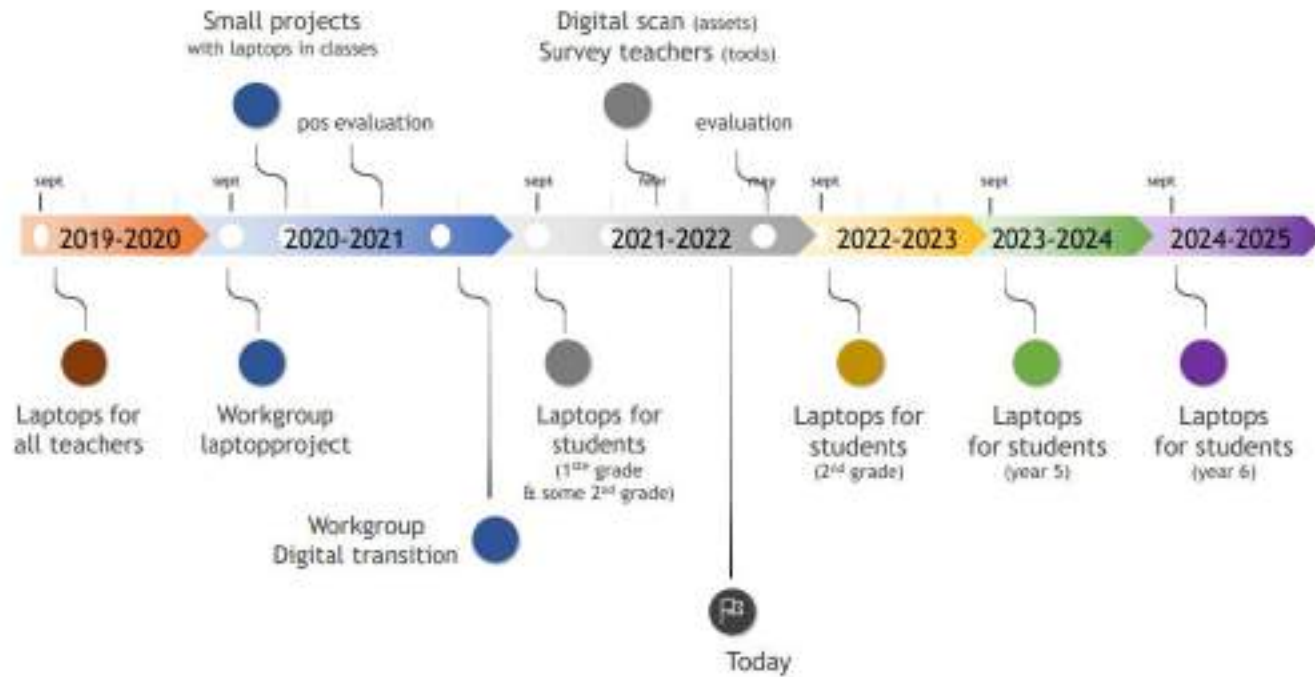 Small projects
with laptops in classes
Digital scan (assets)
Survey teachers (tools)
pos evaluation
evaluation
sept
sept
sept
sept
sept
sept
2019-2020
2020-2021
2021-2022
2022-2023
2023-2024
2024-2025
Laptops for
all teachers
Workgroup
laptopproject
Laptops for
students
(1ste grade
& some 2nd grade)
Laptops for
students
(2nd grade)
Laptops
for students
(year 5)
Laptops
for students
(year 6)
Workgroup
Digital transition
Today